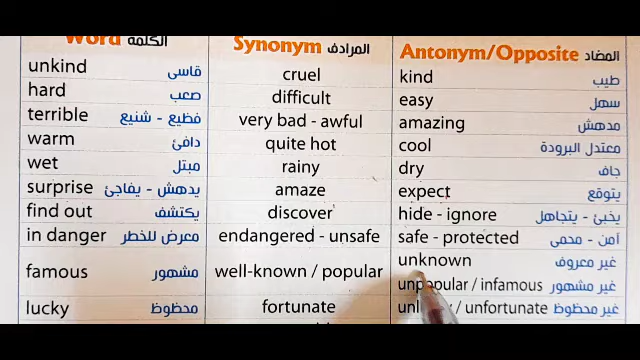 Word الكلمة Synonym المرادف Antonym/Opposite المضاد
unkind قاسى cruel kind طيب
hard صعب difficult easy سهل
terrible فظيع - شنيع very bad - awful amazing مدهش
warm دافئ quite hot cool معتدل البرودة
wet مبتل rainy dry جاف
surprise يدهش - يفاجئ amaze expect يتوقع
find out يكتشف discover hide - ignore يخبئ - يتجاهل
in danger معرض للخطر endangered - unsafe safe - protected آمن - محمى
famous مشهور well-known / popular unknown غير معروف
unpopular / infamous غير مشهور
lucky محظوظ fortunate / unfortunate غير محظوظ